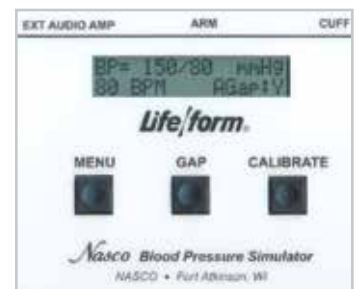 EXT AUDIO AMP ARM CUFF
BP= 150/80 mmHg
80 BPM AGap:Y
Life/form®
MENU GAP CALIBRATE
Nasco Blood Pressure Simulator
NASCO • Fort Atkinson, WI